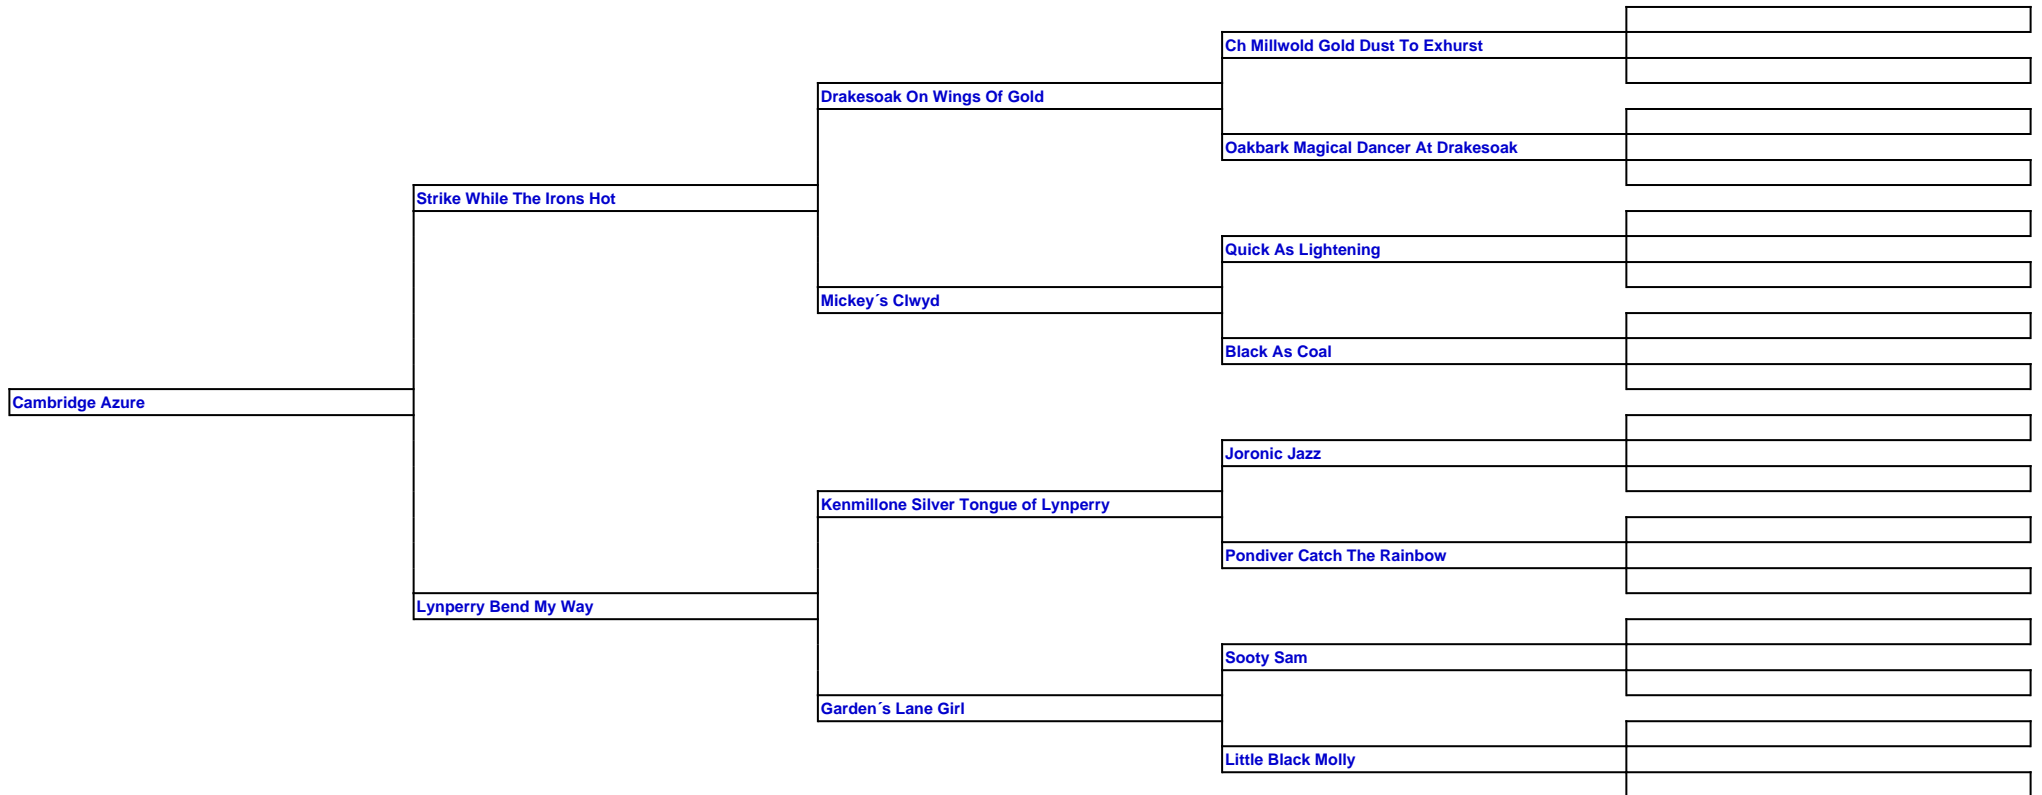 Ch Millwold Gold Dust To Exhurst
Drakesoak On Wings Of Gold
Oakbark Magical Dancer At Drakesoak
Strike While The Irons Hot
Quick As Lightening
Mickey´s Clwyd
Black As Coal
Cambridge Azure
Joronic Jazz
Kenmillone Silver Tongue of Lynperry
Pondiver Catch The Rainbow
Lynperry Bend My Way
Sooty Sam
Garden´s Lane Girl
Little Black Molly